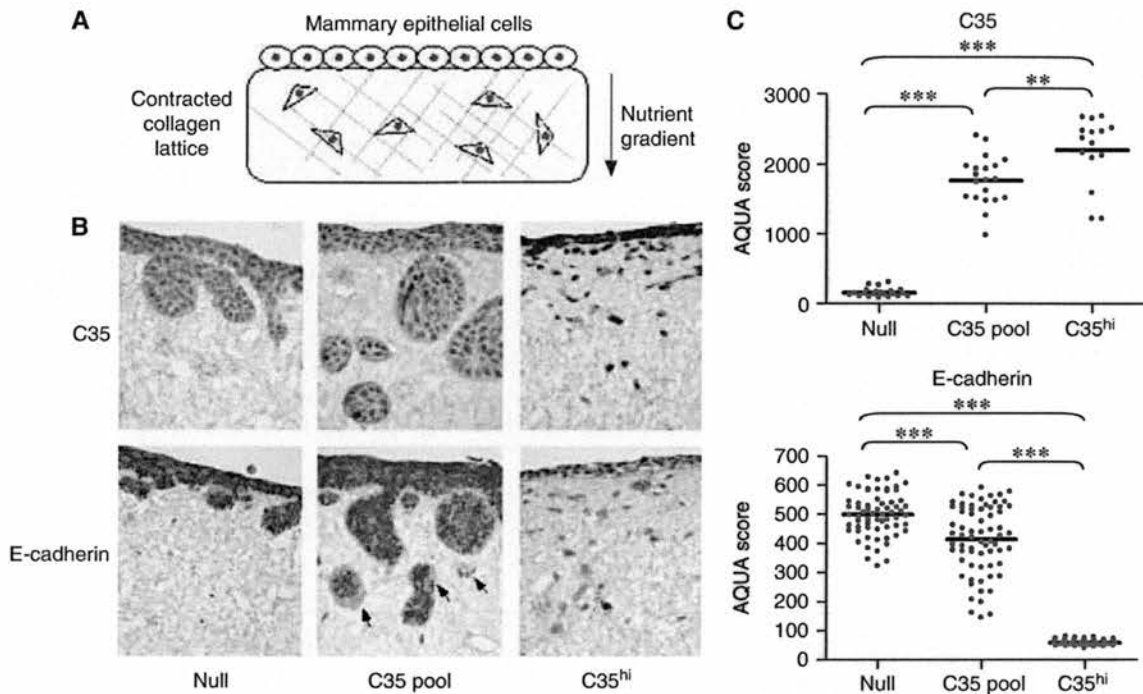 A
Mammary epithelial cells
Contracted
collagen
lattice
Nutrient
gradient
B
C35
E-cadherin
Null
C35 pool
C35hi
C
C35
***
***
**
3000
2000
1000
0
AQUA score
Null
C35 pool
C35hi
E-cadherin
***
***
***
700
600
500
400
300
200
100
0
AQUA score
Null
C35 pool
C35hi